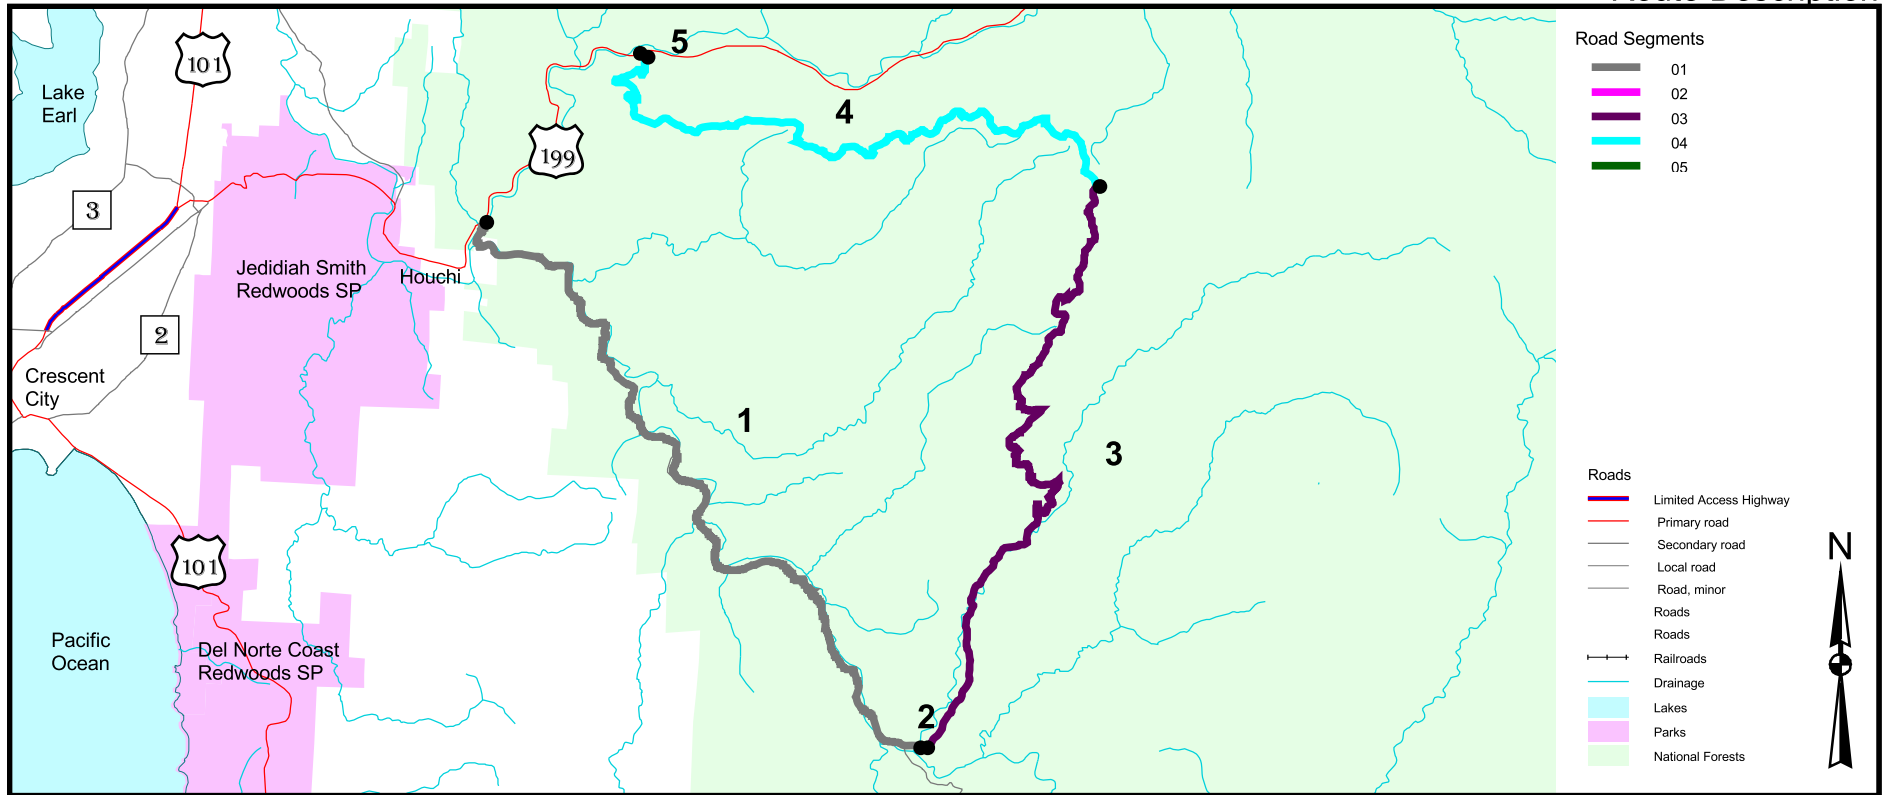 101
5
Lake
Earl
4
199
3
Jedidiah Smith
Redwoods SP
Houchi
2
Crescent
City
1
3
101
Pacific
Ocean
Del Norte Coast
Redwoods SP
2
Road Segments
01
02
03
04
05
Roads
Limited Access Highway
Primary road
Secondary road
Local road
Road, minor
Roads
Roads
Railroads
Drainage
Lakes
Parks
National Forests
N